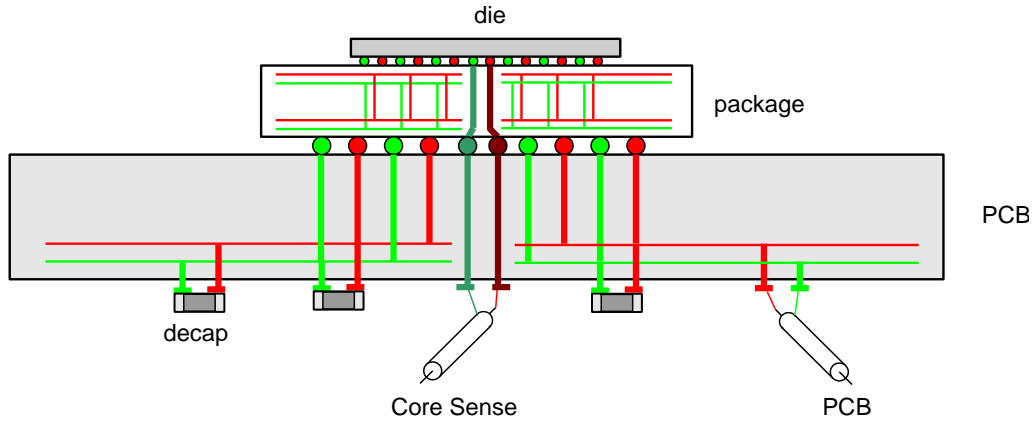 die
package
PCB
decap
Core Sense
PCB